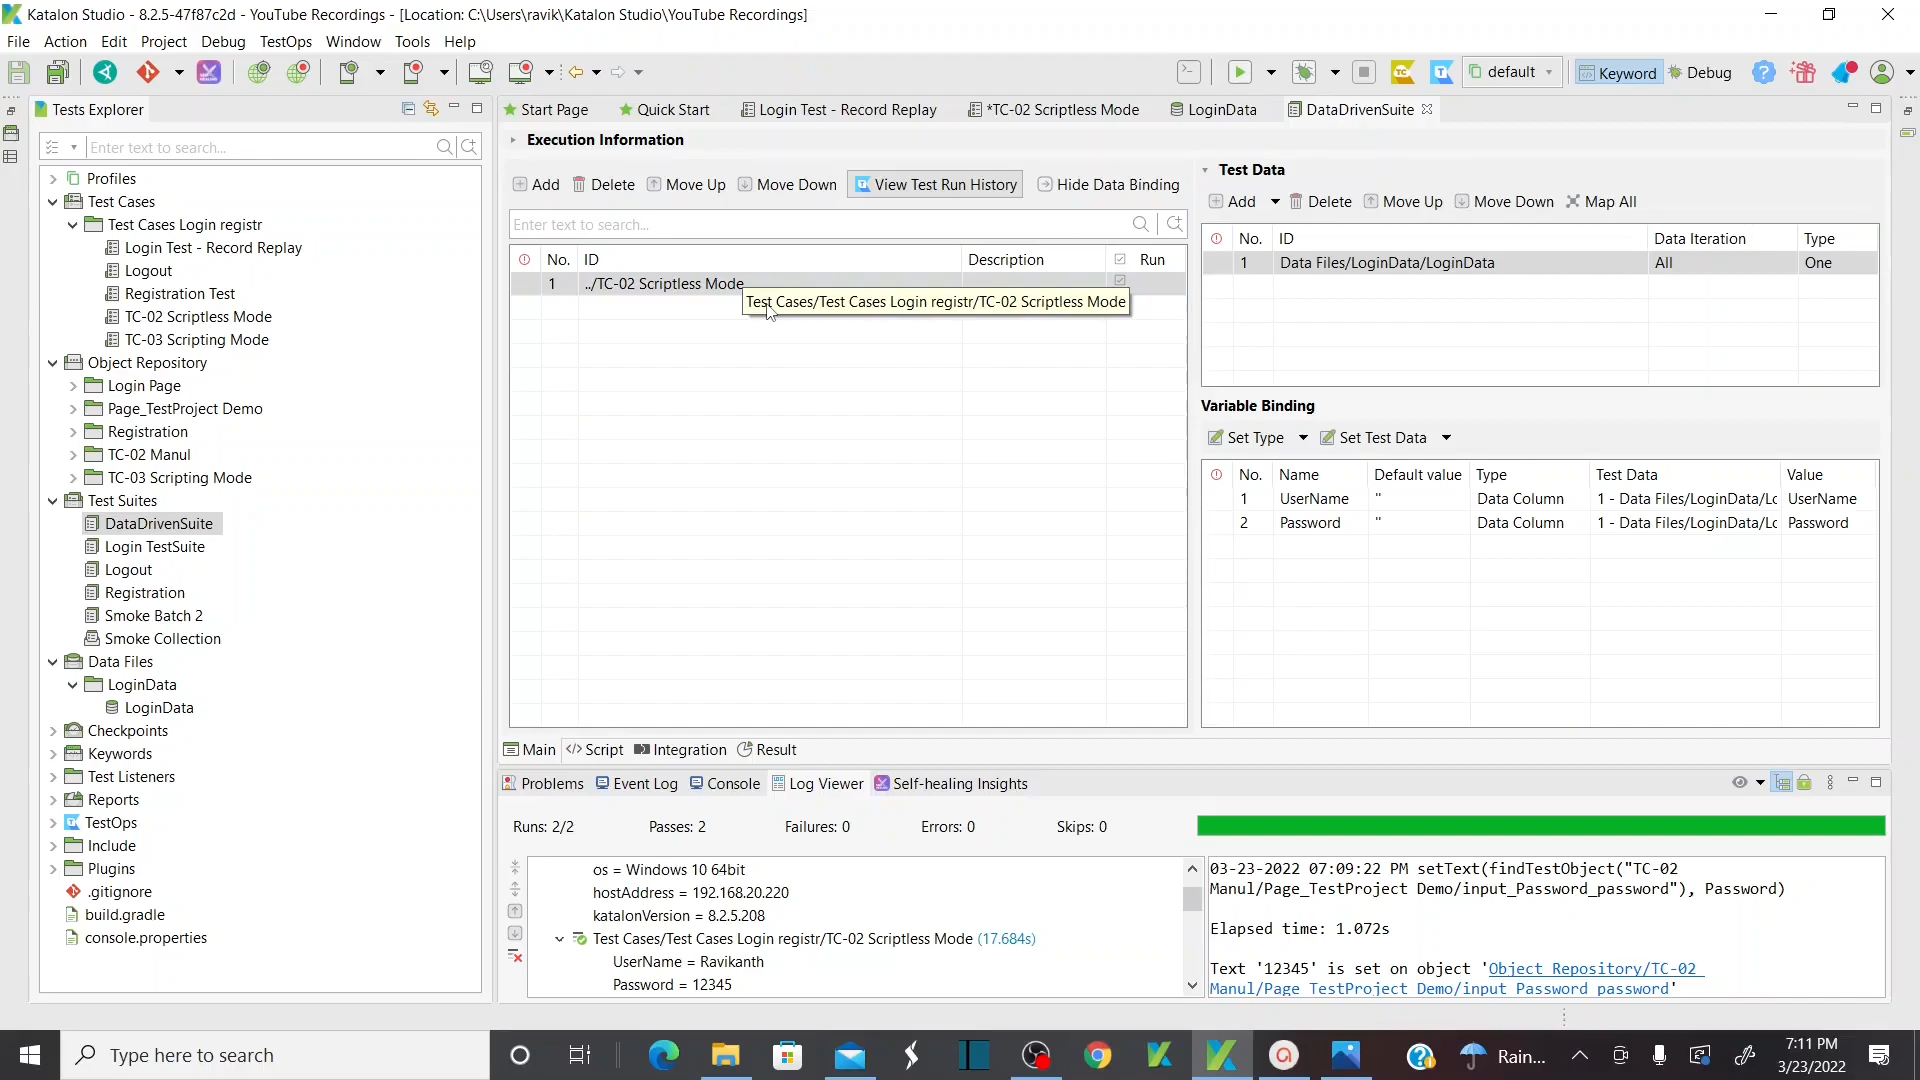 Katalon Studio - 8.2.5-47f87c2d - YouTube Recordings - [Location: C:\Users\ravik\Katalon Studio\YouTube Recordings]
File Action Edit Project Debug TestOps Window Tools Help
default Keyword Debug
Tests Explorer
Enter text to search...
Profiles
Test Cases
Test Cases Login registr
Login Test - Record Replay
Logout
Registration Test
TC-02 Scriptless Mode
TC-03 Scripting Mode
Object Repository
Login Page
Page_TestProject Demo
Registration
TC-02 Manul
TC-03 Scripting Mode
Test Suites
DataDrivenSuite
Login TestSuite
Logout
Registration
Smoke Batch 2
Smoke Collection
Data Files
LoginData
LoginData
Checkpoints
Keywords
Test Listeners
Reports
TestOps
Include
Plugins
.gitignore
build.gradle
console.properties
Start Page Quick Start Login Test - Record Replay *TC-02 Scriptless Mode LoginData DataDrivenSuite
Execution Information
Add Delete Move Up Move Down View Test Run History Hide Data Binding
Enter text to search...
No. ID Description Run
1 ../TC-02 Scriptless Mode
Test Cases/Test Cases Login registr/TC-02 Scriptless Mode
Test Data
Add Delete Move Up Move Down Map All
No. ID Data Iteration Type
1 Data Files/LoginData/LoginData All One
Variable Binding
Set Type Set Test Data
No. Name Default value Type Test Data Value
1 UserName '' Data Column 1 - Data Files/LoginData/Lc UserName
2 Password '' Data Column 1 - Data Files/LoginData/Lc Password
Main Script Integration Result
Problems Event Log Console Log Viewer Self-healing Insights
Runs: 2/2 Passes: 2 Failures: 0 Errors: 0 Skips: 0
os = Windows 10 64bit
hostAddress = 192.168.20.220
katalonVersion = 8.2.5.208
Test Cases/Test Cases Login registr/TC-02 Scriptless Mode (17.684s)
UserName = Ravikanth
Password = 12345
03-23-2022 07:09:22 PM setText(findTestObject("TC-02
Manul/Page_TestProject Demo/input_Password_password"), Password)
Elapsed time: 1.072s
Text '12345' is set on object 'Object Repository/TC-02
Manul/Page_TestProject Demo/input_Password_password'
Type here to search
Rain...
7:11 PM
3/23/2022